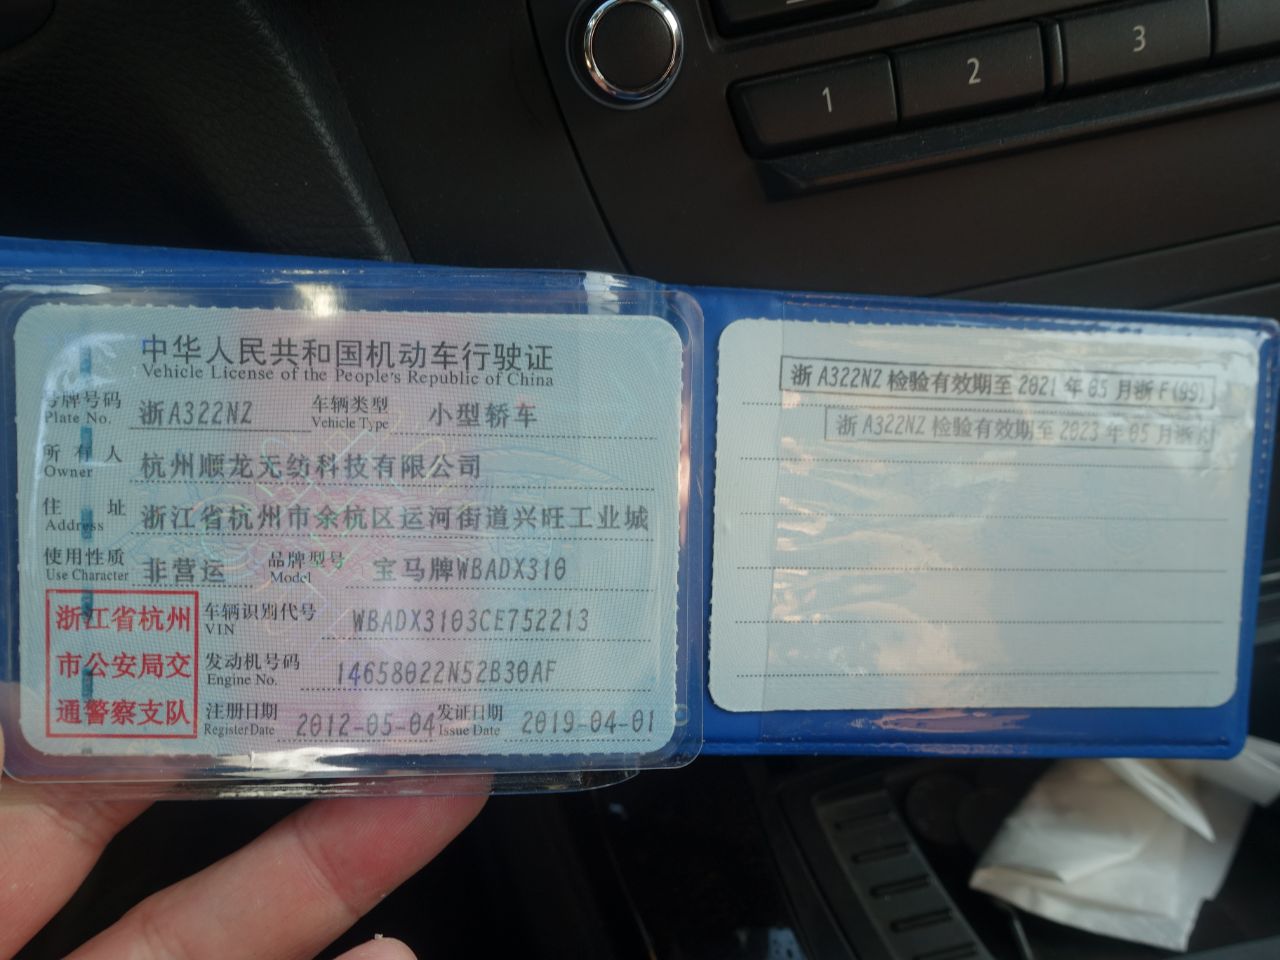 1
2
3
中华人民共和国机动车行驶证
Vehicle License of the People's Republic of China
号牌号码 浙A322NZ 车辆类型 小型轿车
Plate No. Vehicle Type
所有人 杭州顺龙无纺科技有限公司
Owner
住址 浙江省杭州市余杭区运河街道兴旺工业城
Address
使用性质 非营运 品牌型号 宝马牌WBADX310
Use Character Model
浙江省杭州
市公安局交
通警察支队
车辆识别代号 WBADX3103CE752213
VIN
发动机号码 14658022N52B30AF
Engine No.
注册日期 2012-05-04 发证日期 2019-04-01
Register Date Issue Date
浙A322NZ检验有效期至2021年05月浙F(99)
浙A322NZ检验有效期至2023年05月浙